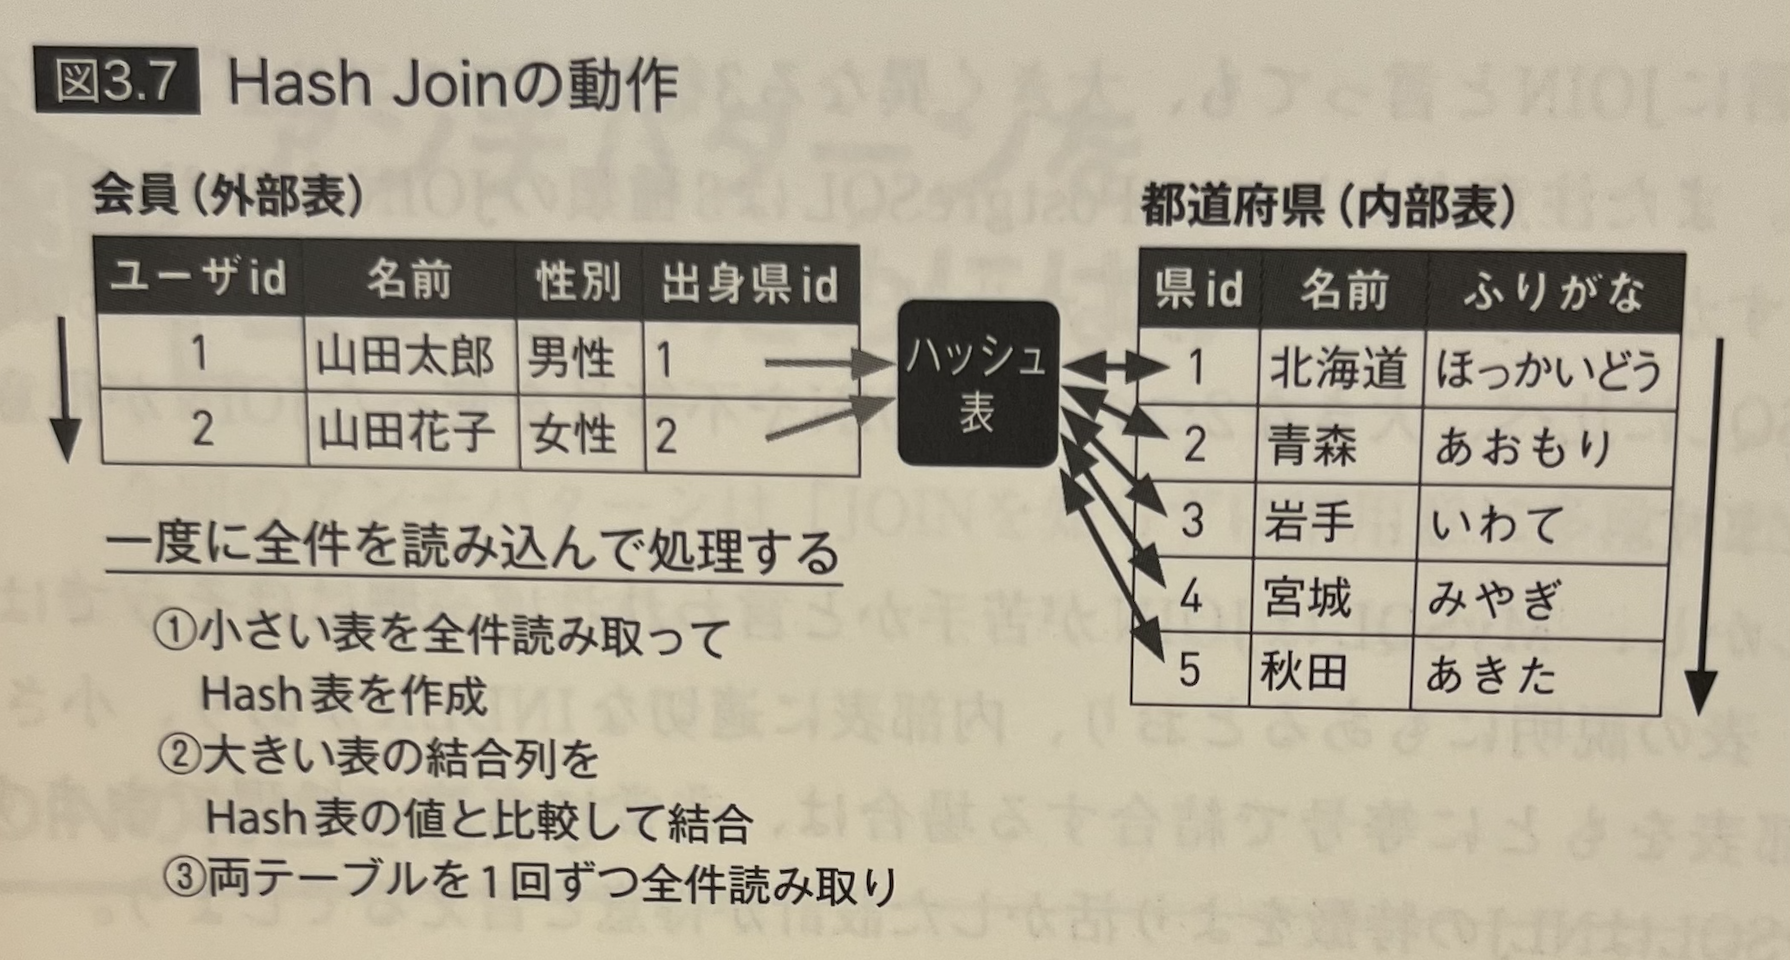 図3.7 Hash Joinの動作
会員（外部表）
ユーザid 名前 性別 出身県id
1 山田太郎 男性 1
2 山田花子 女性 2
ハッシュ
表
都道府県（内部表）
県id 名前 ふりがな
1 北海道 ほっかいどう
2 青森 あおもり
3 岩手 いわて
4 宮城 みやぎ
5 秋田 あきた
一度に全件を読み込んで処理する
①小さい表を全件読み取って
Hash表を作成
②大きい表の結合列を
Hash表の値と比較して結合
③両テーブルを1回ずつ全件読み取り